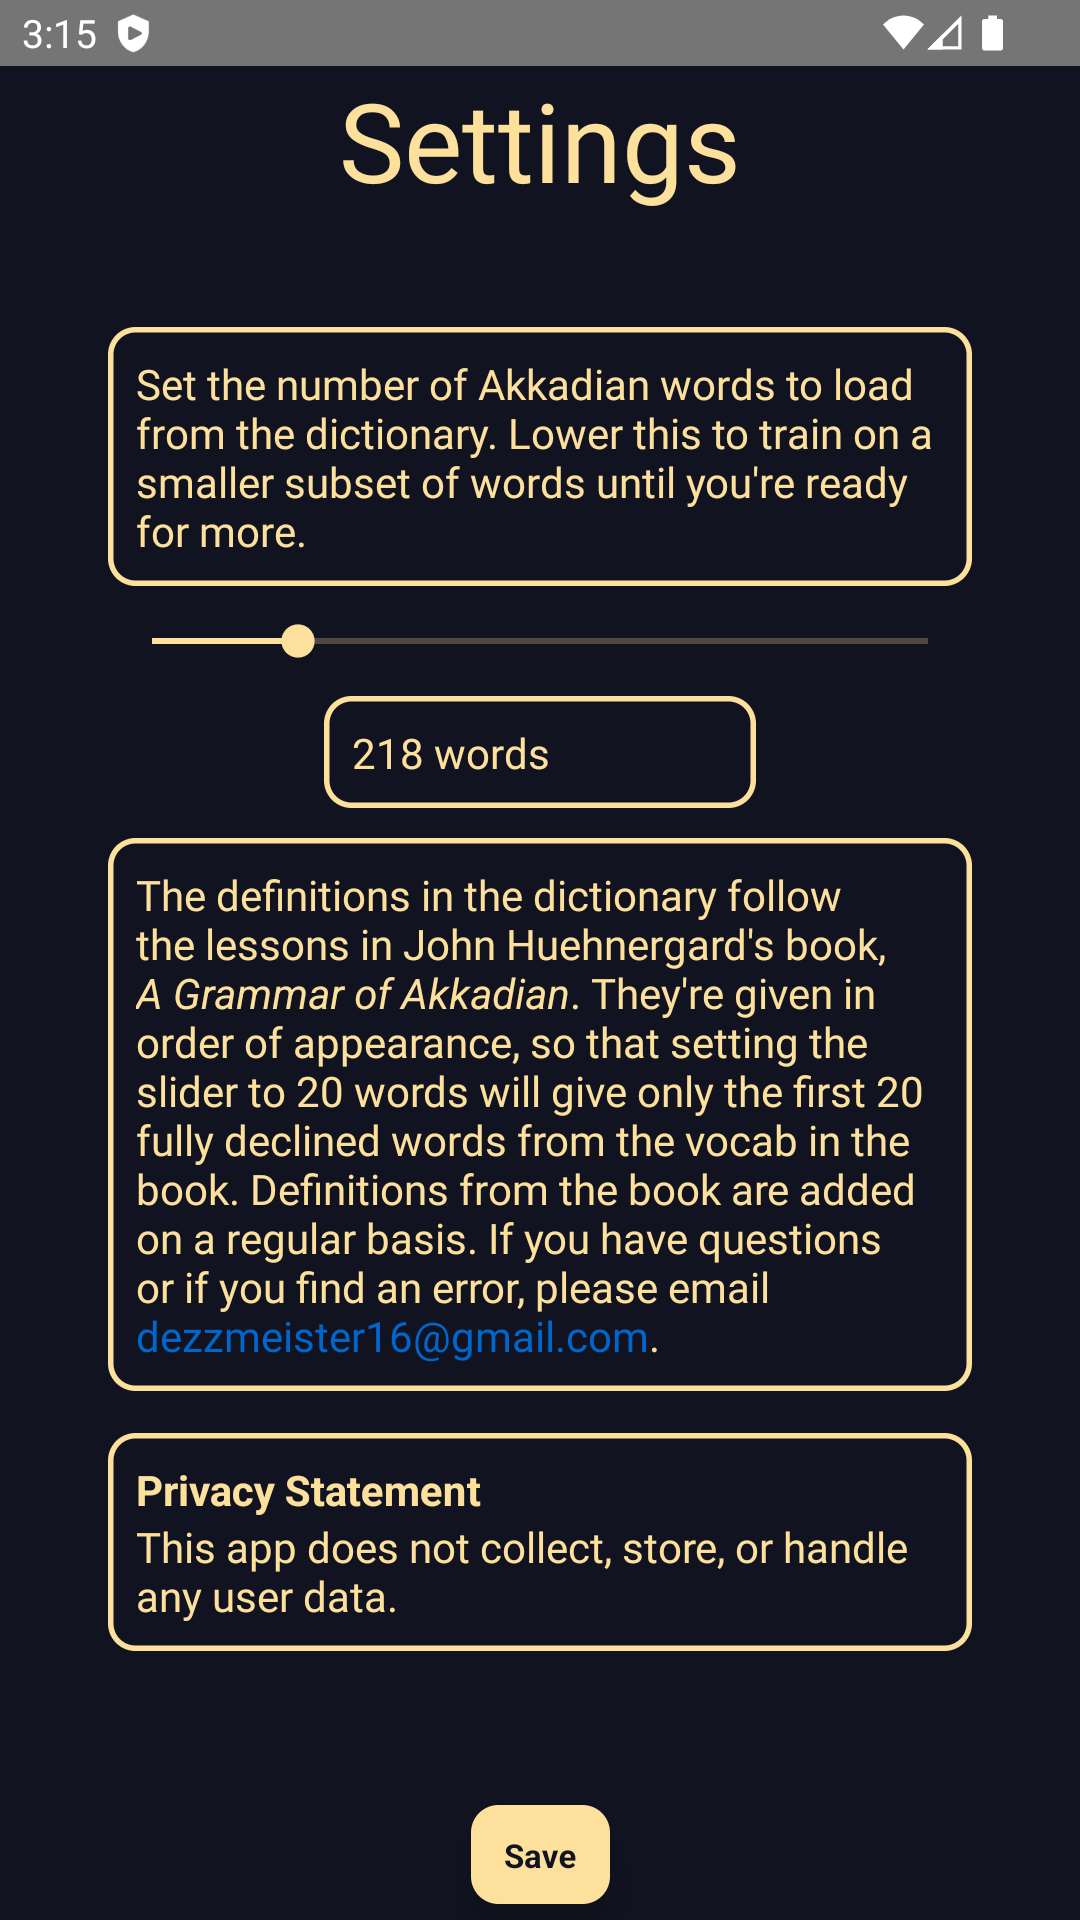 3:15
Settings
Set the number of Akkadian words to load
from the dictionary. Lower this to train on a
smaller subset of words until you're ready
for more.
218 words
The definitions in the dictionary follow
the lessons in John Huehnergard's book,
A Grammar of Akkadian. They're given in
order of appearance, so that setting the
slider to 20 words will give only the first 20
fully declined words from the vocab in the
book. Definitions from the book are added
on a regular basis. If you have questions
or if you find an error, please email
dezzmeister16@gmail.com.
Privacy Statement
This app does not collect, store, or handle
any user data.
Save